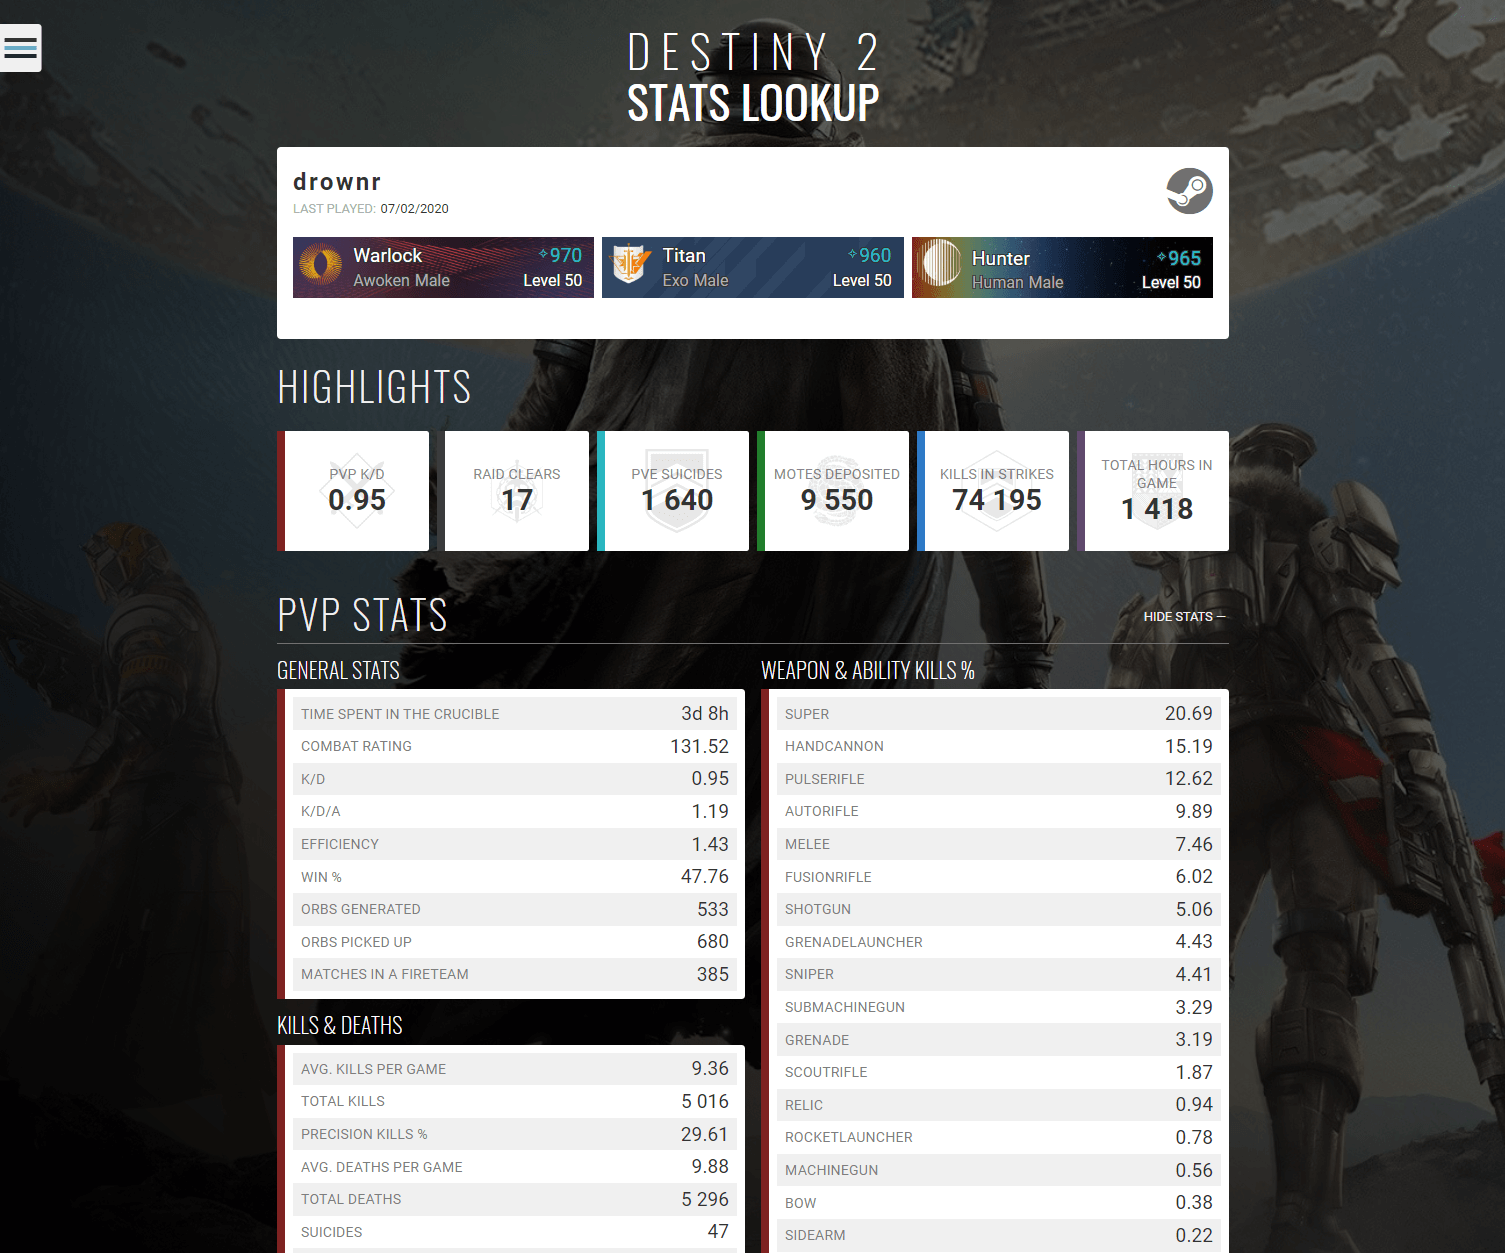 DESTINY 2
STATS LOOKUP
drownr
LAST PLAYED: 07/02/2020
Warlock
970
Awoken Male
Level 50
Titan
960
Exo Male
Level 50
Hunter
965
Human Male
Level 50
HIGHLIGHTS
PVP K/D
0.95
RAID CLEARS
17
PVE SUICIDES
1 640
MOTES DEPOSITED
9 550
KILLS IN STRIKES
74 195
TOTAL HOURS IN
GAME
1 418
PVP STATS
HIDE STATS –
GENERAL STATS
TIME SPENT IN THE CRUCIBLE 3d 8h
COMBAT RATING 131.52
K/D 0.95
K/D/A 1.19
EFFICIENCY 1.43
WIN % 47.76
ORBS GENERATED 533
ORBS PICKED UP 680
MATCHES IN A FIRETEAM 385
KILLS & DEATHS
AVG. KILLS PER GAME 9.36
TOTAL KILLS 5 016
PRECISION KILLS % 29.61
AVG. DEATHS PER GAME 9.88
TOTAL DEATHS 5 296
SUICIDES 47
WEAPON & ABILITY KILLS %
SUPER 20.69
HANDCANNON 15.19
PULSERIFLE 12.62
AUTORIFLE 9.89
MELEE 7.46
FUSIONRIFLE 6.02
SHOTGUN 5.06
GRENADELAUNCHER 4.43
SNIPER 4.41
SUBMACHINEGUN 3.29
GRENADE 3.19
SCOUTRIFLE 1.87
RELIC 0.94
ROCKETLAUNCHER 0.78
MACHINEGUN 0.56
BOW 0.38
SIDEARM 0.22